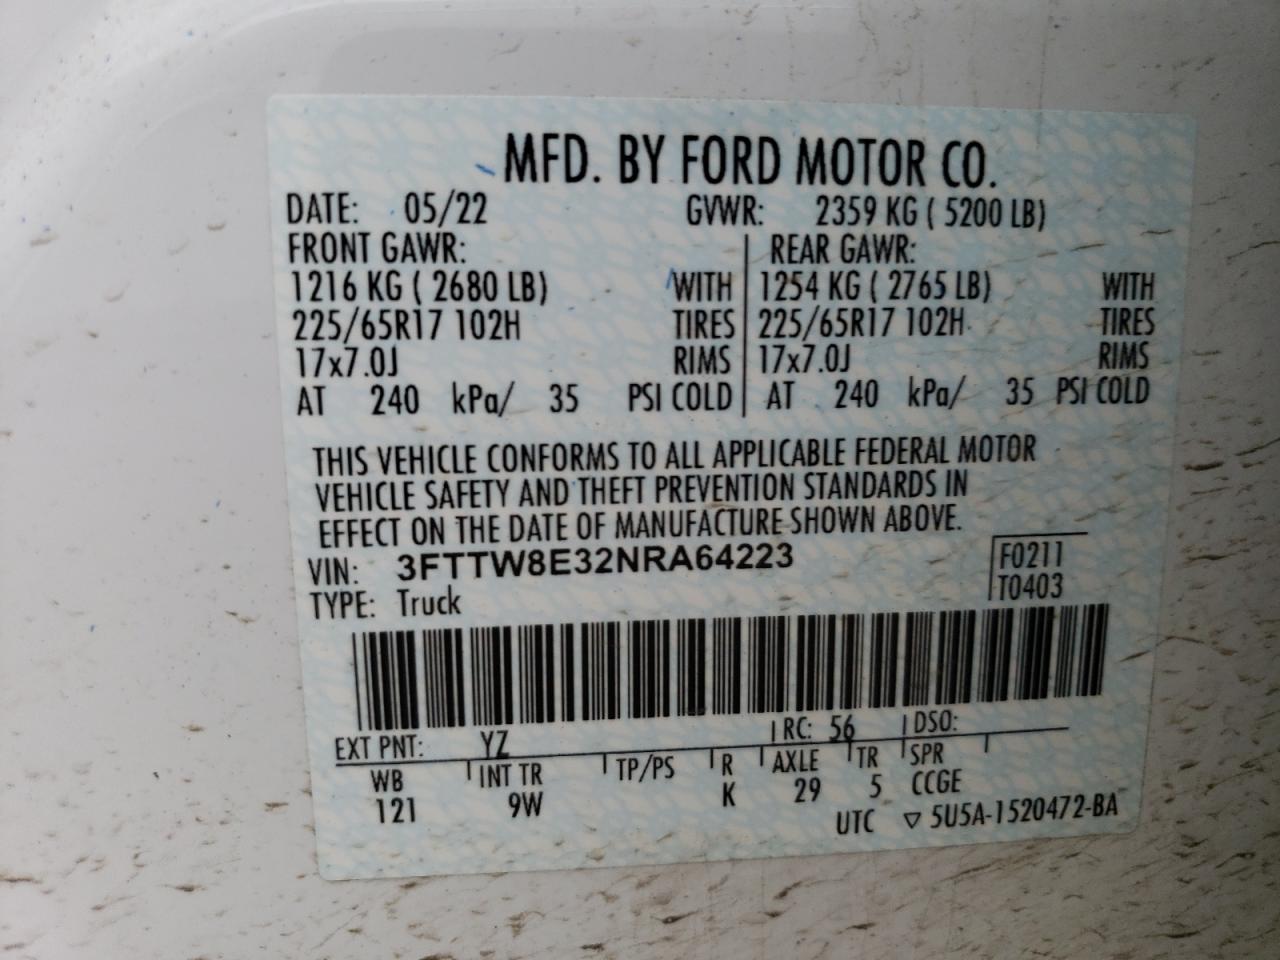 MFD. BY FORD MOTOR CO.
DATE: 05/22 GVWR: 2359 KG ( 5200 LB)
FRONT GAWR: REAR GAWR:
1216 KG ( 2680 LB) WITH 1254 KG ( 2765 LB) WITH
225/65R17 102H TIRES 225/65R17 102H TIRES
17x7.0J RIMS 17x7.0J RIMS
AT 240 kPa/ 35 PSI COLD AT 240 kPa/ 35 PSI COLD
THIS VEHICLE CONFORMS TO ALL APPLICABLE FEDERAL MOTOR
VEHICLE SAFETY AND THEFT PREVENTION STANDARDS IN
EFFECT ON THE DATE OF MANUFACTURE SHOWN ABOVE.
VIN: 3FTTW8E32NRA64223 F0211
TYPE: Truck T0403
EXT PNT: YZ RC: 56 DSO:
WB INT TR TP/PS R AXLE TR SPR
121 9W K 29 5 CCGE
UTC ▽ 5U5A-1520472-BA